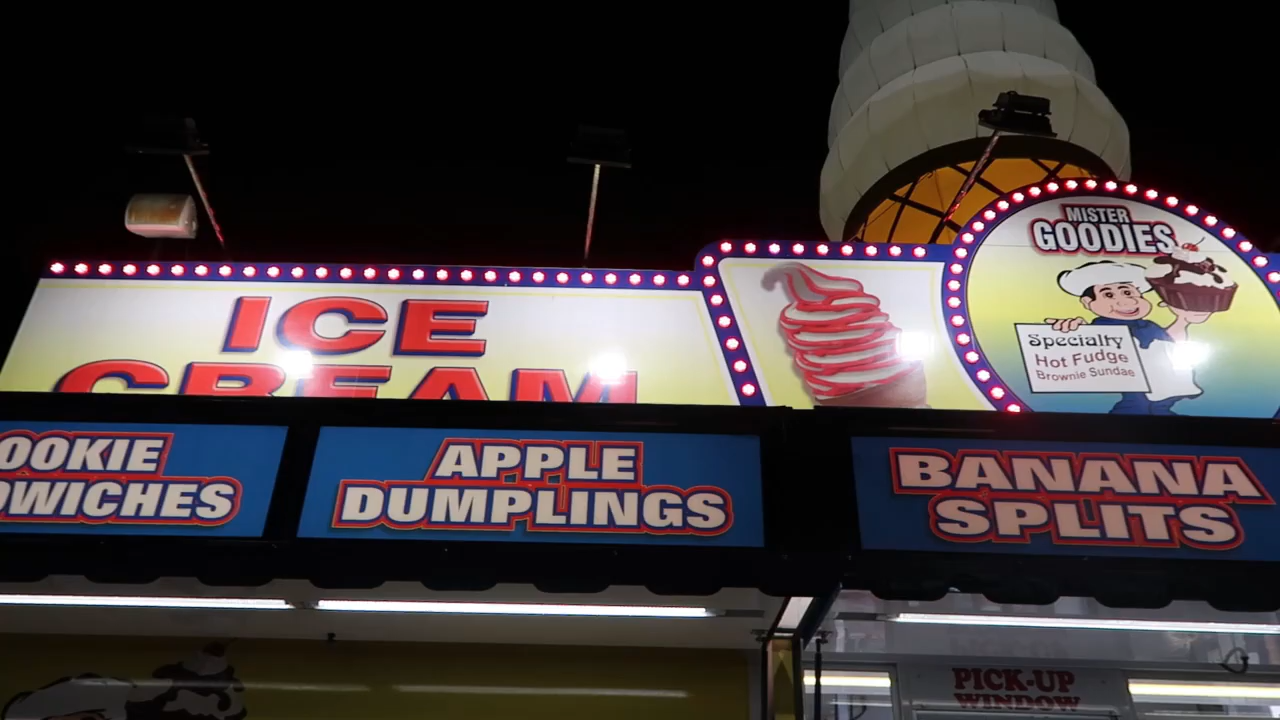 MISTER
GOODIES
ICE
CREAM
Specialty
Hot Fudge
Brownie Sundae
OOKIE
DWICHES
APPLE
DUMPLINGS
BANANA
SPLITS
PICK-UP
WINDOW